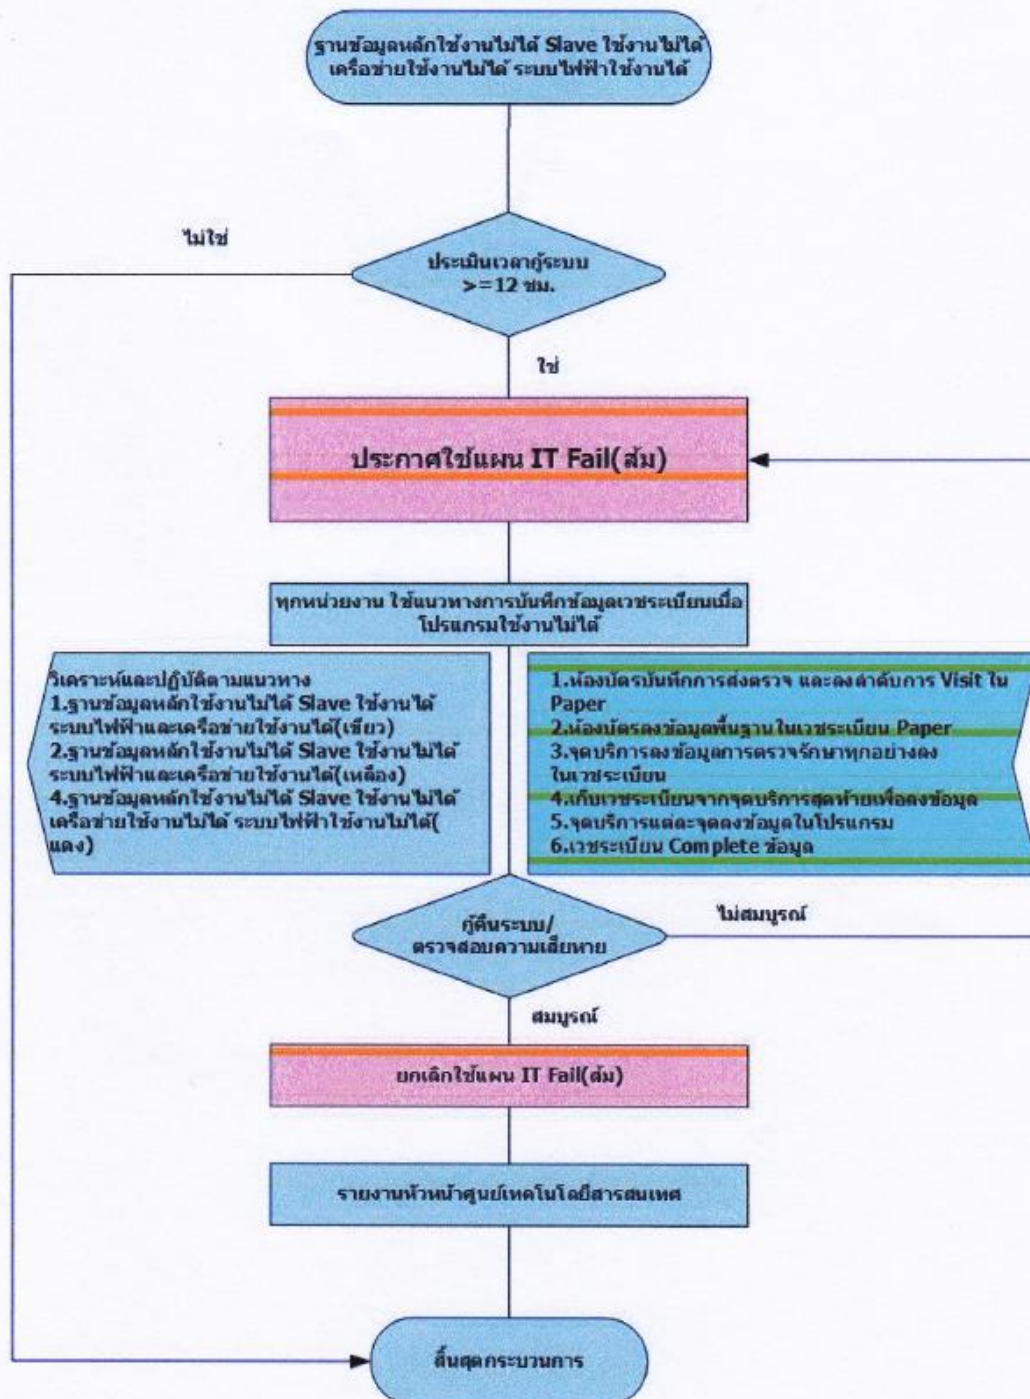 ฐานข้อมูลหลักใช้งานไม่ได้ Slave ใช้งานไม่ได้
เครือข่ายใช้งานไม่ได้ ระบบไฟฟ้าใช้งานได้
ไม่ใช่
ประเมินเวลากู้ระบบ
>=12 ชม.
ใช่
ประกาศใช้แผน IT Fail(ส้ม)
ทุกหน่วยงาน ใช้แนวทางการบันทึกข้อมูลเวชระเบียนเมื่อ
โปรแกรมใช้งานไม่ได้
วิเคราะห์และปฏิบัติตามแนวทาง
1.ฐานข้อมูลหลักใช้งานไม่ได้ Slave ใช้งานได้
ระบบไฟฟ้าและเครือข่ายใช้งานได้(เขียว)
2.ฐานข้อมูลหลักใช้งานไม่ได้ Slave ใช้งานไม่ได้
ระบบไฟฟ้าและเครือข่ายใช้งานได้(เหลือง)
4.ฐานข้อมูลหลักใช้งานไม่ได้ Slave ใช้งานไม่ได้
เครือข่ายใช้งานไม่ได้ ระบบไฟฟ้าใช้งานไม่ได้(
แดง)
1.ห้องบัตรบันทึกการส่งตรวจ และลงลำดับการ Visit ใน
Paper
2.ห้องบัตรลงข้อมูลพื้นฐานในเวชระเบียน Paper
3.จุดบริการลงข้อมูลการตรวจรักษาทุกอย่างลง
ในเวชระเบียน
4.เก็บเวชระเบียนจากจุดบริการสุดท้ายเพื่อลงข้อมูล
5.จุดบริการแต่ละจุดลงข้อมูลในโปรแกรม
6.เวชระเบียน Complete ข้อมูล
กู้คืนระบบ/
ตรวจสอบความเสียหาย
ไม่สมบูรณ์
สมบูรณ์
ยกเลิกใช้แผน IT Fail(ส้ม)
รายงานหัวหน้าศูนย์เทคโนโลยีสารสนเทศ
สิ้นสุดกระบวนการ